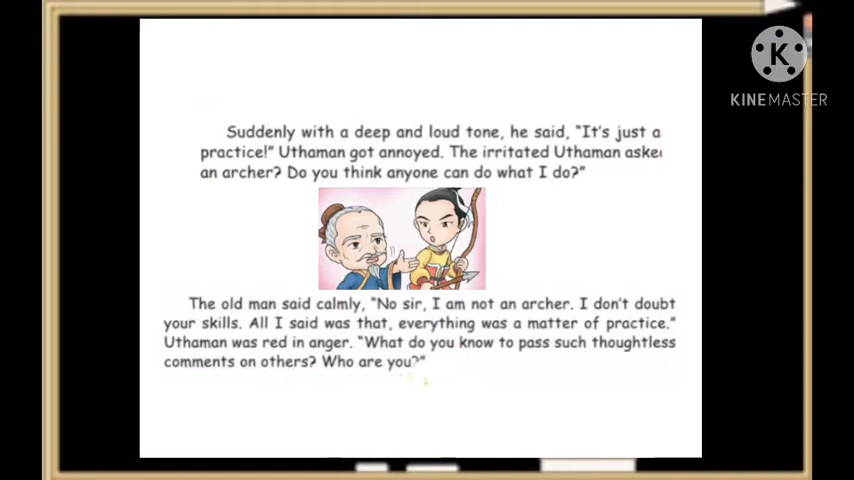 KINEMASTER
Suddenly with a deep and loud tone, he said, "It's just a
practice!" Uthaman got annoyed. The irritated Uthaman aske
an archer? Do you think anyone can do what I do?"
The old man said calmly, "No sir, I am not an archer. I don't doubt
your skills. All I said was that, everything was a matter of practice."
Uthaman was red in anger. "What do you know to pass such thoughtless
comments on others? Who are you?"